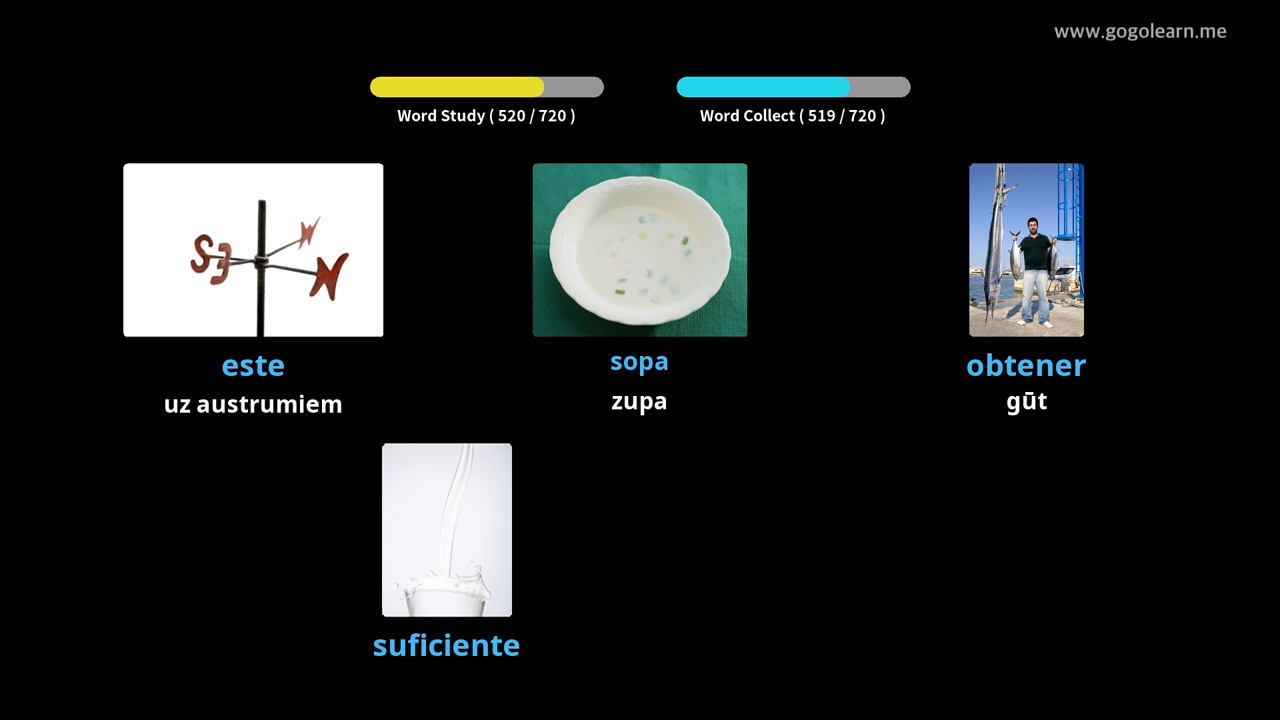 www.gogolearn.me
Word Study ( 520 / 720 )
Word Collect ( 519 / 720 )
este
uz austrumiem
sopa
zupa
obtener
gūt
suficiente